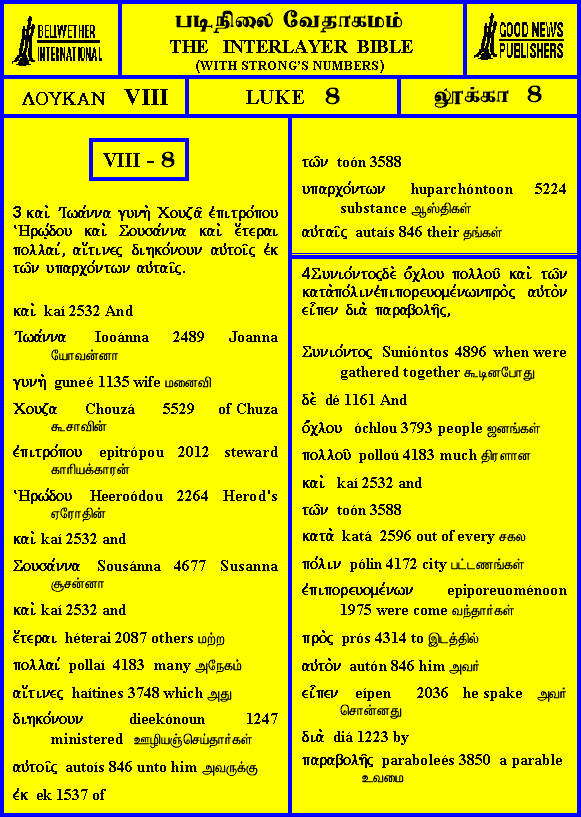 BELLWETHER
INTERNATIONAL
படிநிலை வேதாகமம்
THE INTERLAYER BIBLE
(WITH STRONG'S NUMBERS)
GOOD NEWS
PUBLISHERS
ΛΟΥΚΑΝ VIII
LUKE 8
லூக்கா 8
VIII - 8
3 καὶ Ἰωάννα γυνὴ Χουζᾶ ἐπιτρόπου
Ἡρῴδου καὶ Σουσάννα καὶ ἕτεραι
πολλαί, αἵτινες διηκόνουν αὐτοῖς ἐκ
τῶν υπαρχόντων αὐταῖς.
καὶ kaí 2532 And
Ἰωάννα Iooánna 2489 Joanna
யோவன்னா
γυνὴ guneé 1135 wife மனைவி
Χουζα Chouzá 5529 of Chuza
கூசாவின்
ἐπιτρόπου epitrópou 2012 steward
காரியக்காரன்
Ἡρῴδου Heeroódou 2264 Herod's
ஏரோதின்
καὶ kaí 2532 and
Σουσάννα Sousánna 4677 Susanna
சூசன்னா
καὶ kaí 2532 and
ἕτεραι héterai 2087 others மற்ற
πολλαί pollaí 4183 many அநேகம்
αἵτινες haítines 3748 which அது
διηκόνουν dieekónoun 1247
ministered ஊழியஞ்செய்தார்கள்
αὐτοῖς autoís 846 unto him அவருக்கு
ἐκ ek 1537 of
τῶν toón 3588
υπαρχόντων huparchóntoon 5224
substance ஆஸ்திகள்
αὐταῖς autaís 846 their தங்கள்
4Συνιόντοςδὲ ὄχλου πολλοῦ καὶ τῶν
κατὰπόλινἐπιπορευομένωνπρὸς αὐτὸν
εἶπεν διὰ παραβολῆς,
Συνιόντος Sunióntos 4896 when were
gathered together கூடினபோது
δὲ dé 1161 And
ὄχλου óchlou 3793 people ஜனங்கள்
πολλοῦ polloú 4183 much திரளான
καὶ kaí 2532 and
τῶν toón 3588
κατὰ katá 2596 out of every சகல
πόλιν pólin 4172 city பட்டணங்கள்
ἐπιπορευομένων epiporeuoménoon
1975 were come வந்தார்கள்
πρὸς prós 4314 to இடத்தில்
αὐτὸν autón 846 him அவர்
εἶπεν eípen 2036 he spake அவர்
சொன்னது
διὰ diá 1223 by
παραβολῆς paraboleés 3850 a parable
உவமை